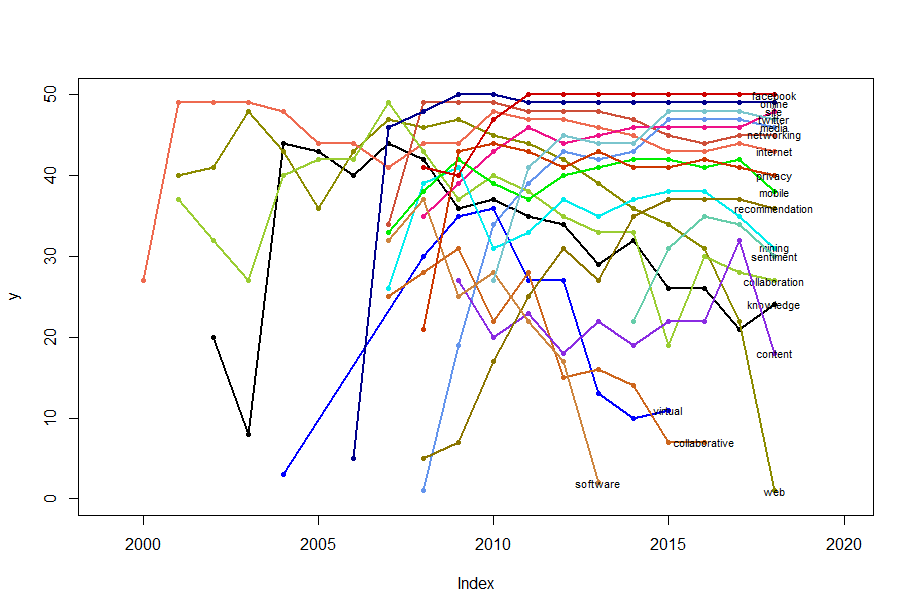 50
40
30
20
10
0
y
facebook
online
site
twitter
media
networking
internet
privacy
mobile
recommendation
mining
sentiment
collaboration
knowledge
content
virtual
collaborative
software
web
2000 2005 2010 2015 2020
Index